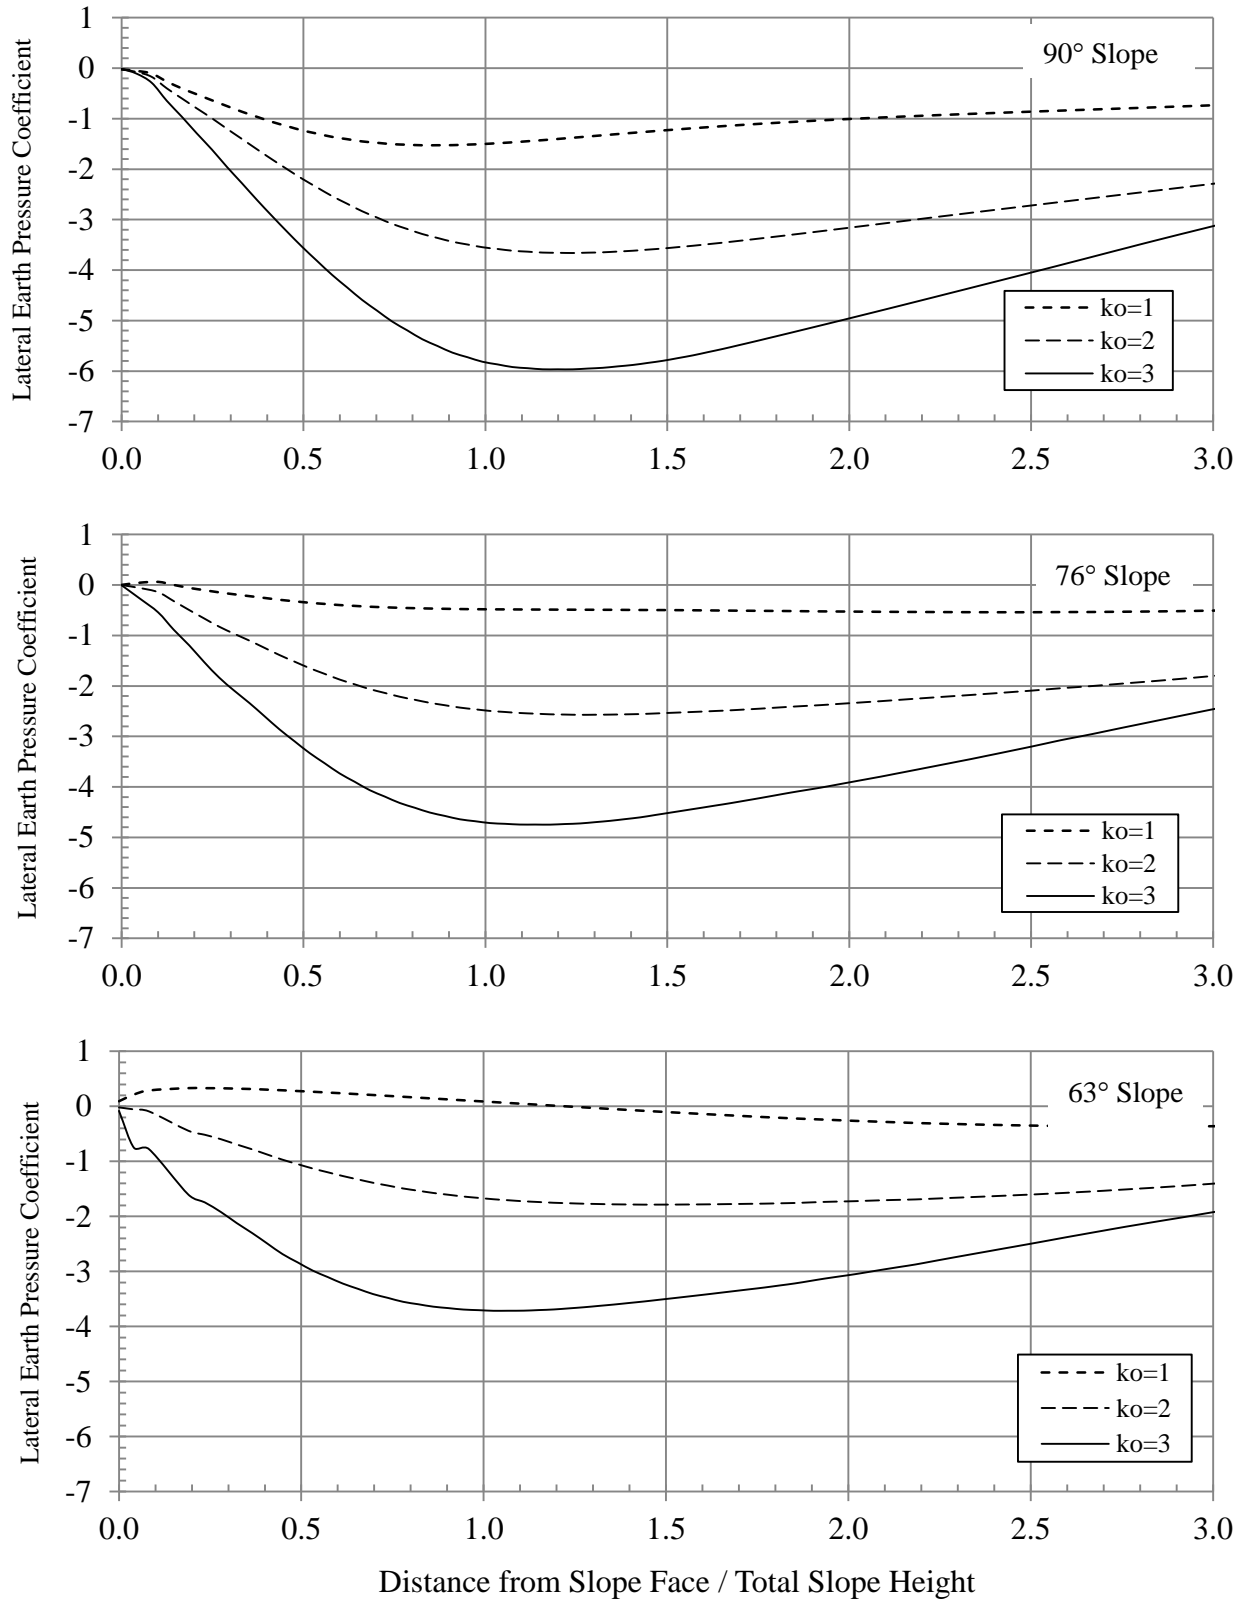 Lateral Earth Pressure Coefficient
1
0
-1
-2
-3
-4
-5
-6
-7
90° Slope
ko=1
ko=2
ko=3
0.0 0.5 1.0 1.5 2.0 2.5 3.0
Lateral Earth Pressure Coefficient
1
0
-1
-2
-3
-4
-5
-6
-7
76° Slope
ko=1
ko=2
ko=3
0.0 0.5 1.0 1.5 2.0 2.5 3.0
Lateral Earth Pressure Coefficient
1
0
-1
-2
-3
-4
-5
-6
-7
63° Slope
ko=1
ko=2
ko=3
0.0 0.5 1.0 1.5 2.0 2.5 3.0
Distance from Slope Face / Total Slope Height